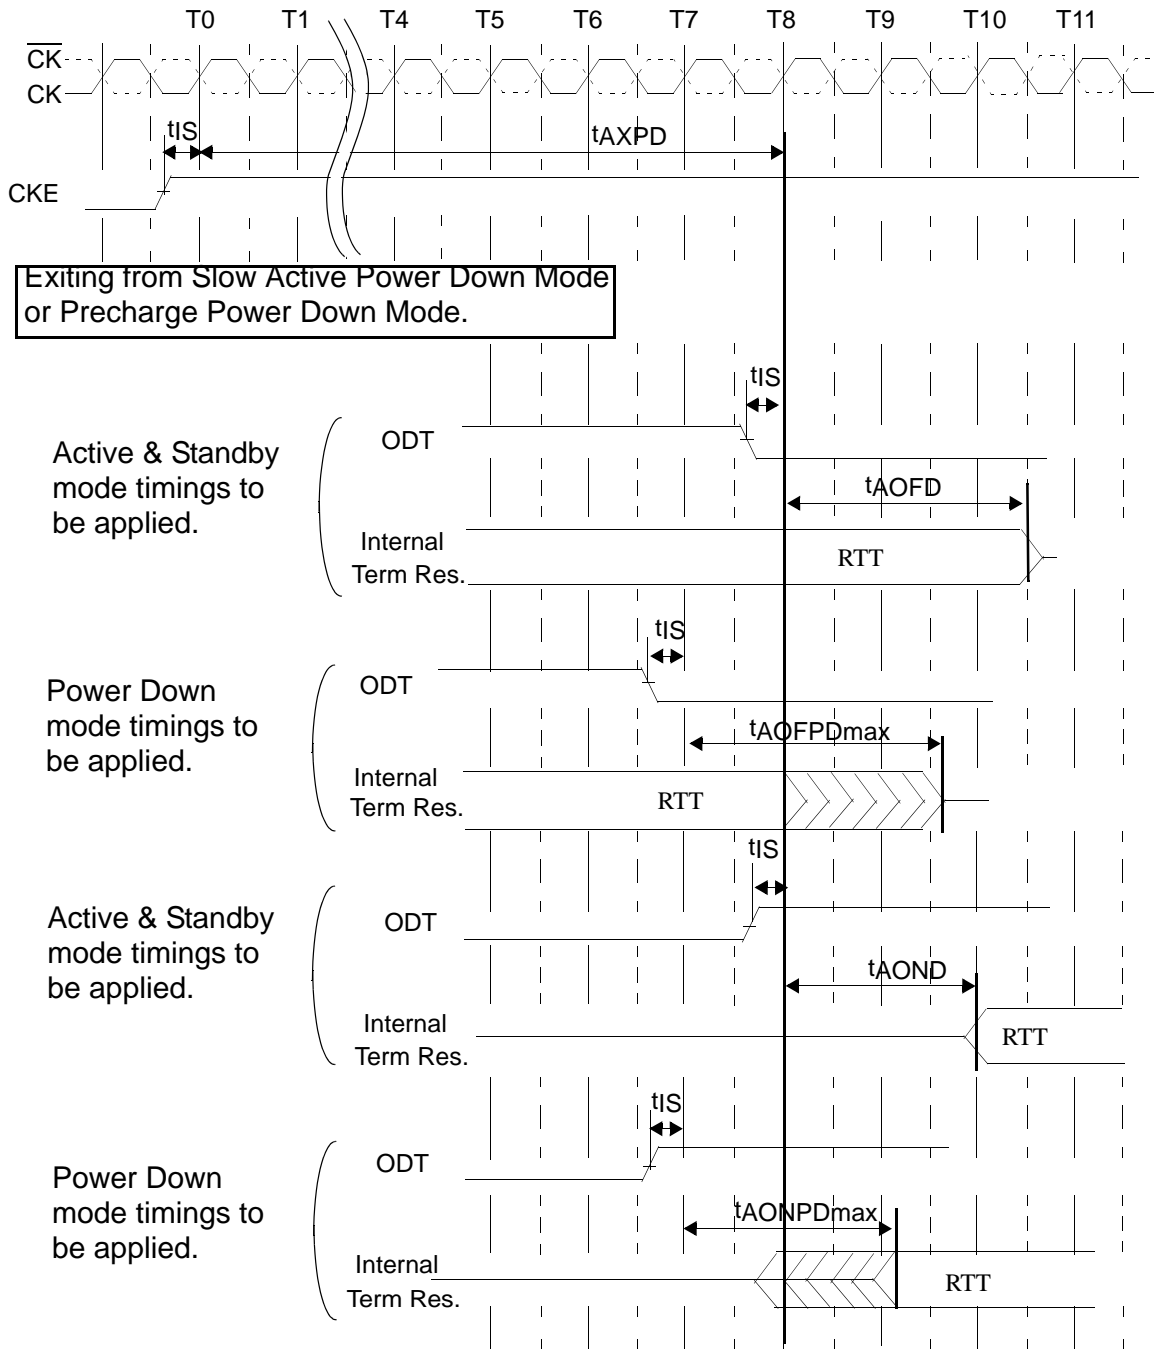 T0 T1 T4 T5 T6 T7 T8 T9 T10 T11
CK
CK
tIS
tAXPD
CKE
Exiting from Slow Active Power Down Mode
or Precharge Power Down Mode.
tIS
ODT
Active & Standby
mode timings to
be applied.
tAOFD
Internal
Term Res.
RTT
tIS
ODT
Power Down
mode timings to
be applied.
tAOFPDmax
Internal
Term Res.
RTT
tIS
ODT
Active & Standby
mode timings to
be applied.
tAOND
Internal
Term Res.
RTT
tIS
ODT
Power Down
mode timings to
be applied.
tAONPDmax
Internal
Term Res.
RTT